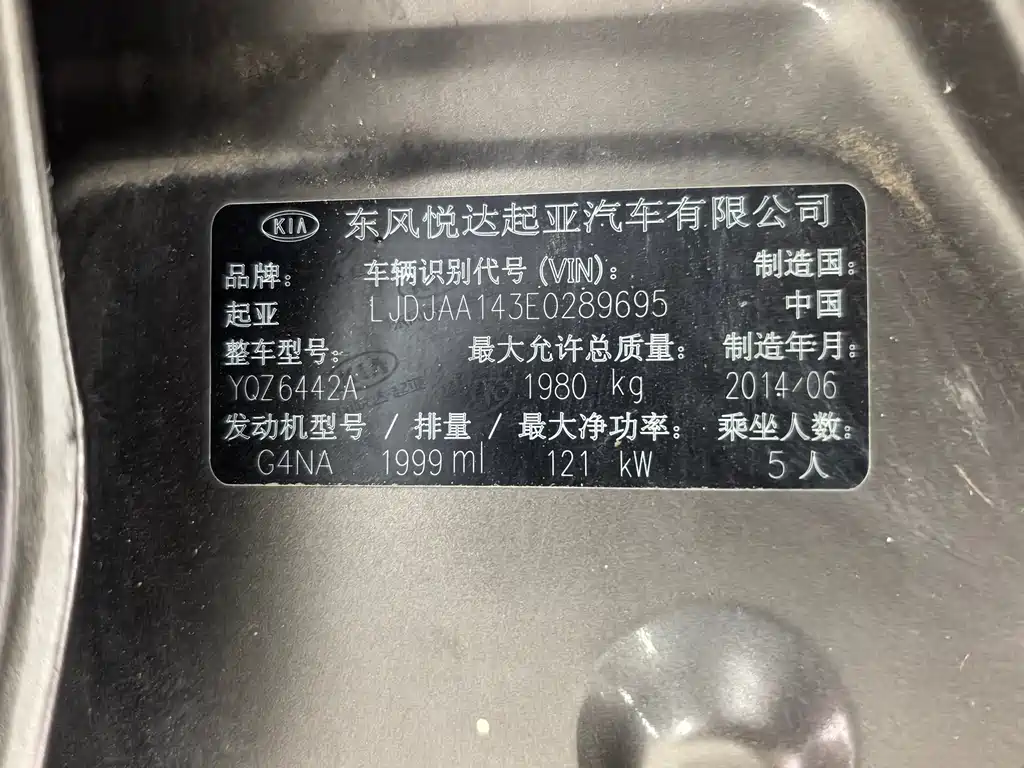 KIA 东风悦达起亚汽车有限公司
品牌: 车辆识别代号 (VIN): 制造国:
起亚 LJDJAA143E0289695 中国
整车型号: 最大允许总质量: 制造年月:
YQZ6442A 1980 kg 2014/06
发动机型号 / 排量 / 最大净功率: 乘坐人数:
G4NA 1999 ml 121 kW 5 人